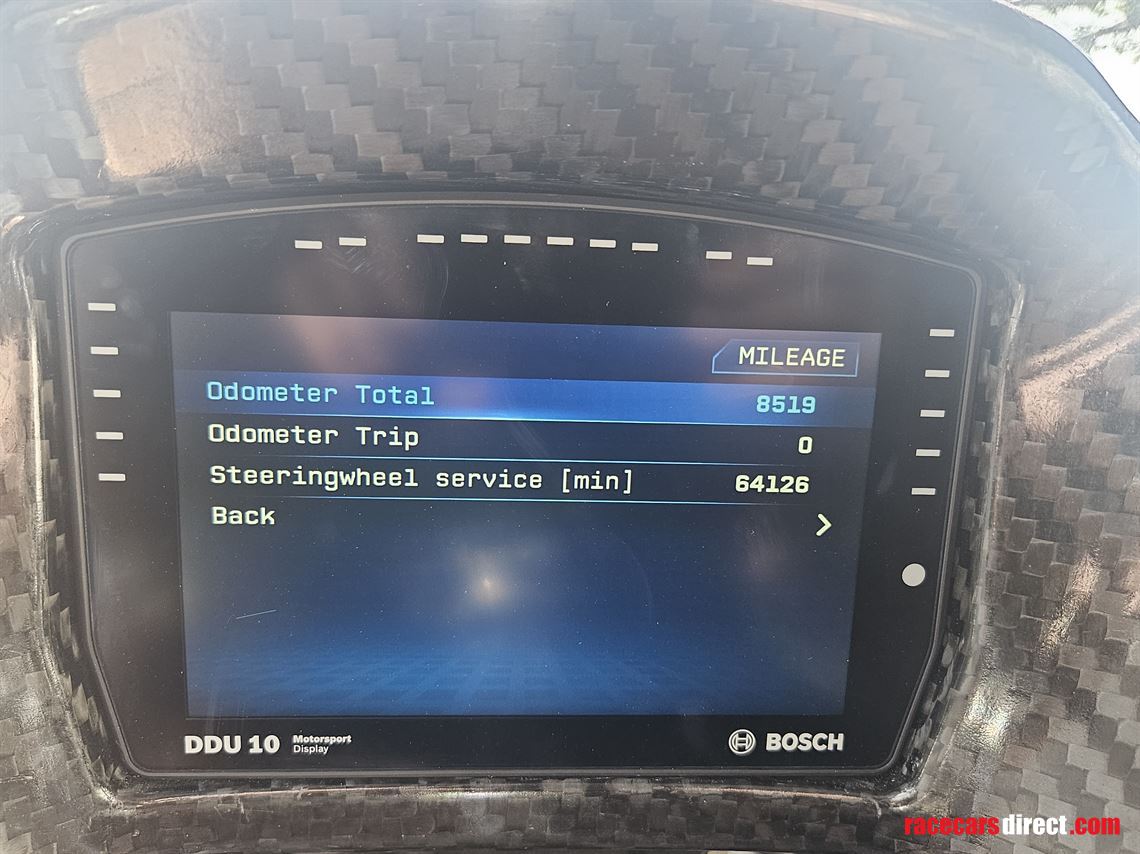 MILEAGE
Odometer Total 8519
Odometer Trip 0
Steeringwheel service [min] 64126
Back
DDU 10 Motorsport Display
BOSCH
racecarsdirect.com